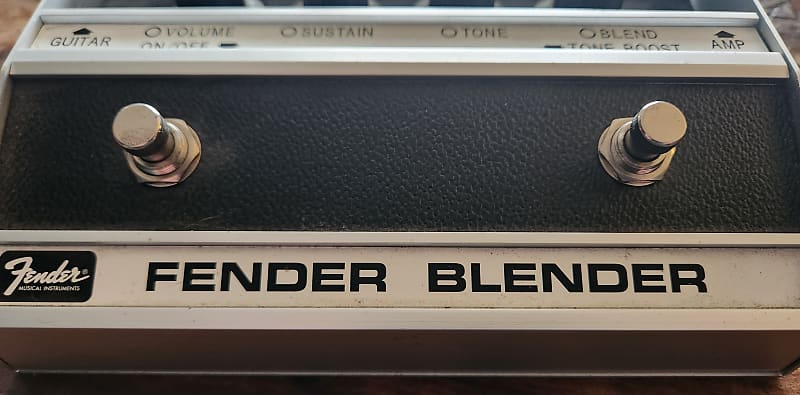 GUITAR VOLUME SUSTAIN TONE BLEND AMP
ON/OFF TONE BOOST
Fender®
MUSICAL INSTRUMENTS
FENDER BLENDER